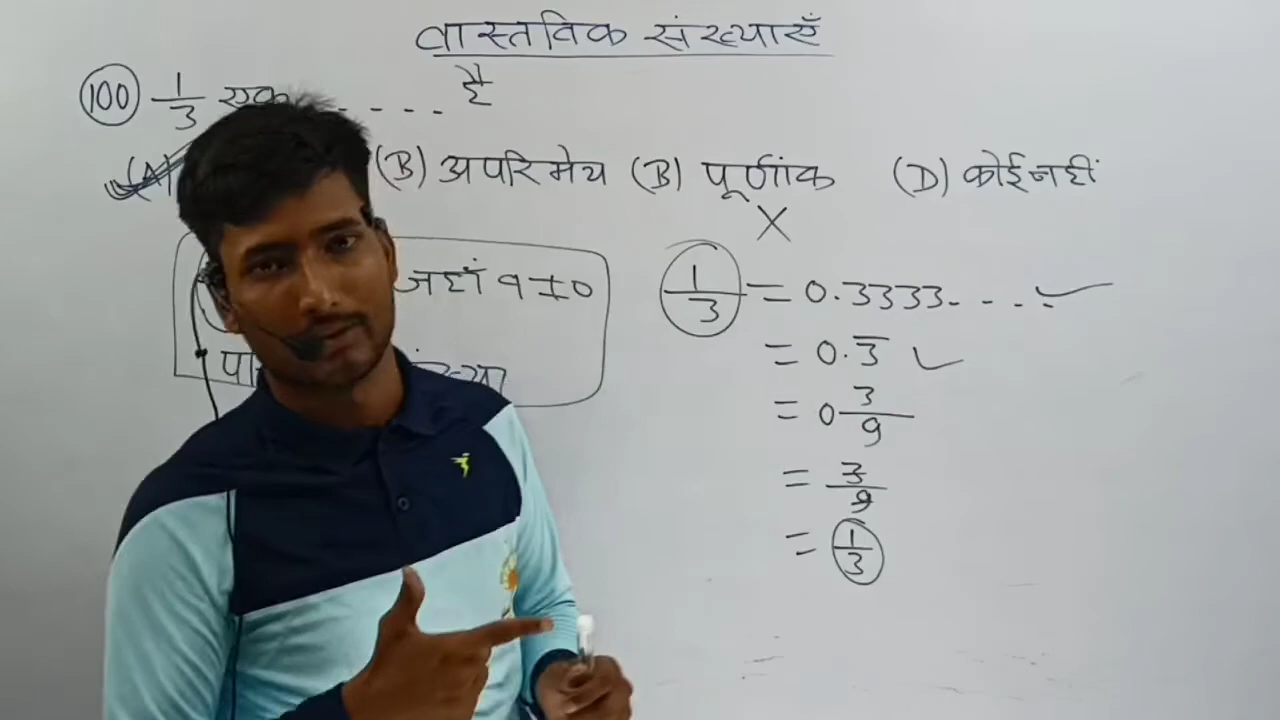 वास्तविक संख्याएँ
100 1/3 एक - - - - है
(A) (B) अपरिमेय (B) पूर्णांक (D) कोई नहीं
X
जहाँ q ± 0
1/3 = 0.3333....
= 0.3̅
= 0 3/9
= 3/9
= 1/3